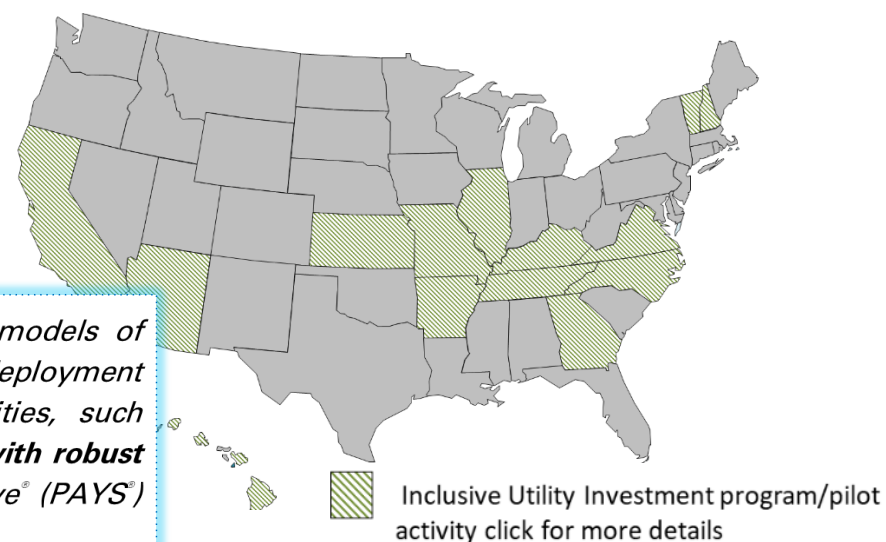 models of
deployment
ities, such
with robust
ve® (PAYS®)
Inclusive Utility Investment program/pilot
activity click for more details